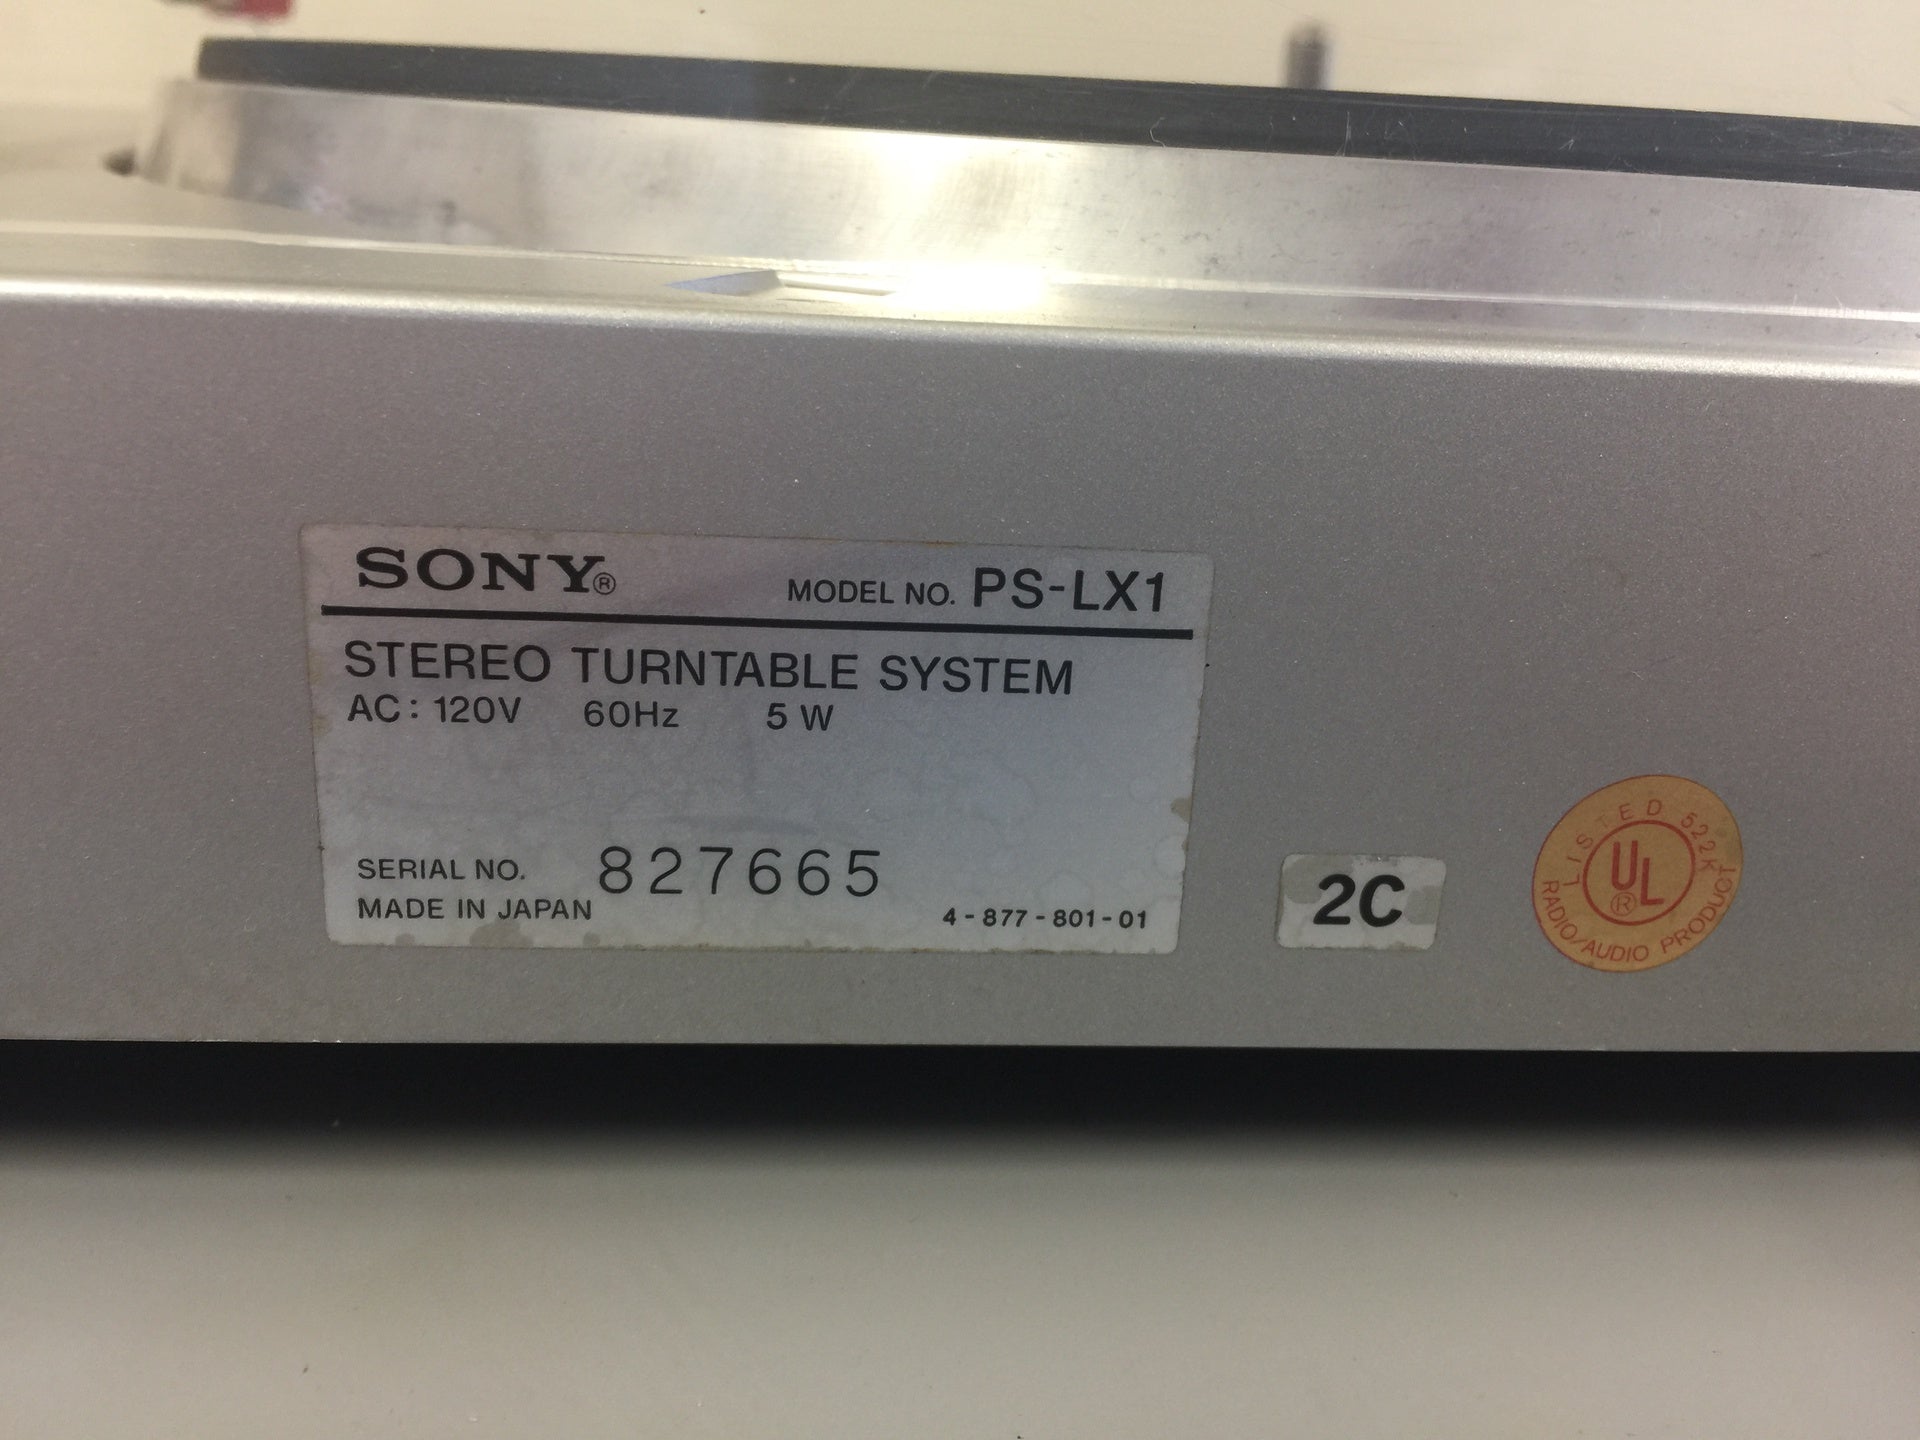 SONY®
MODEL NO. PS-LX1
STEREO TURNTABLE SYSTEM
AC: 120V 60Hz 5 W
SERIAL NO. 827665
MADE IN JAPAN
4-877-801-01
2C
LISTED 522K
UL®
RADIO/AUDIO PRODUCT